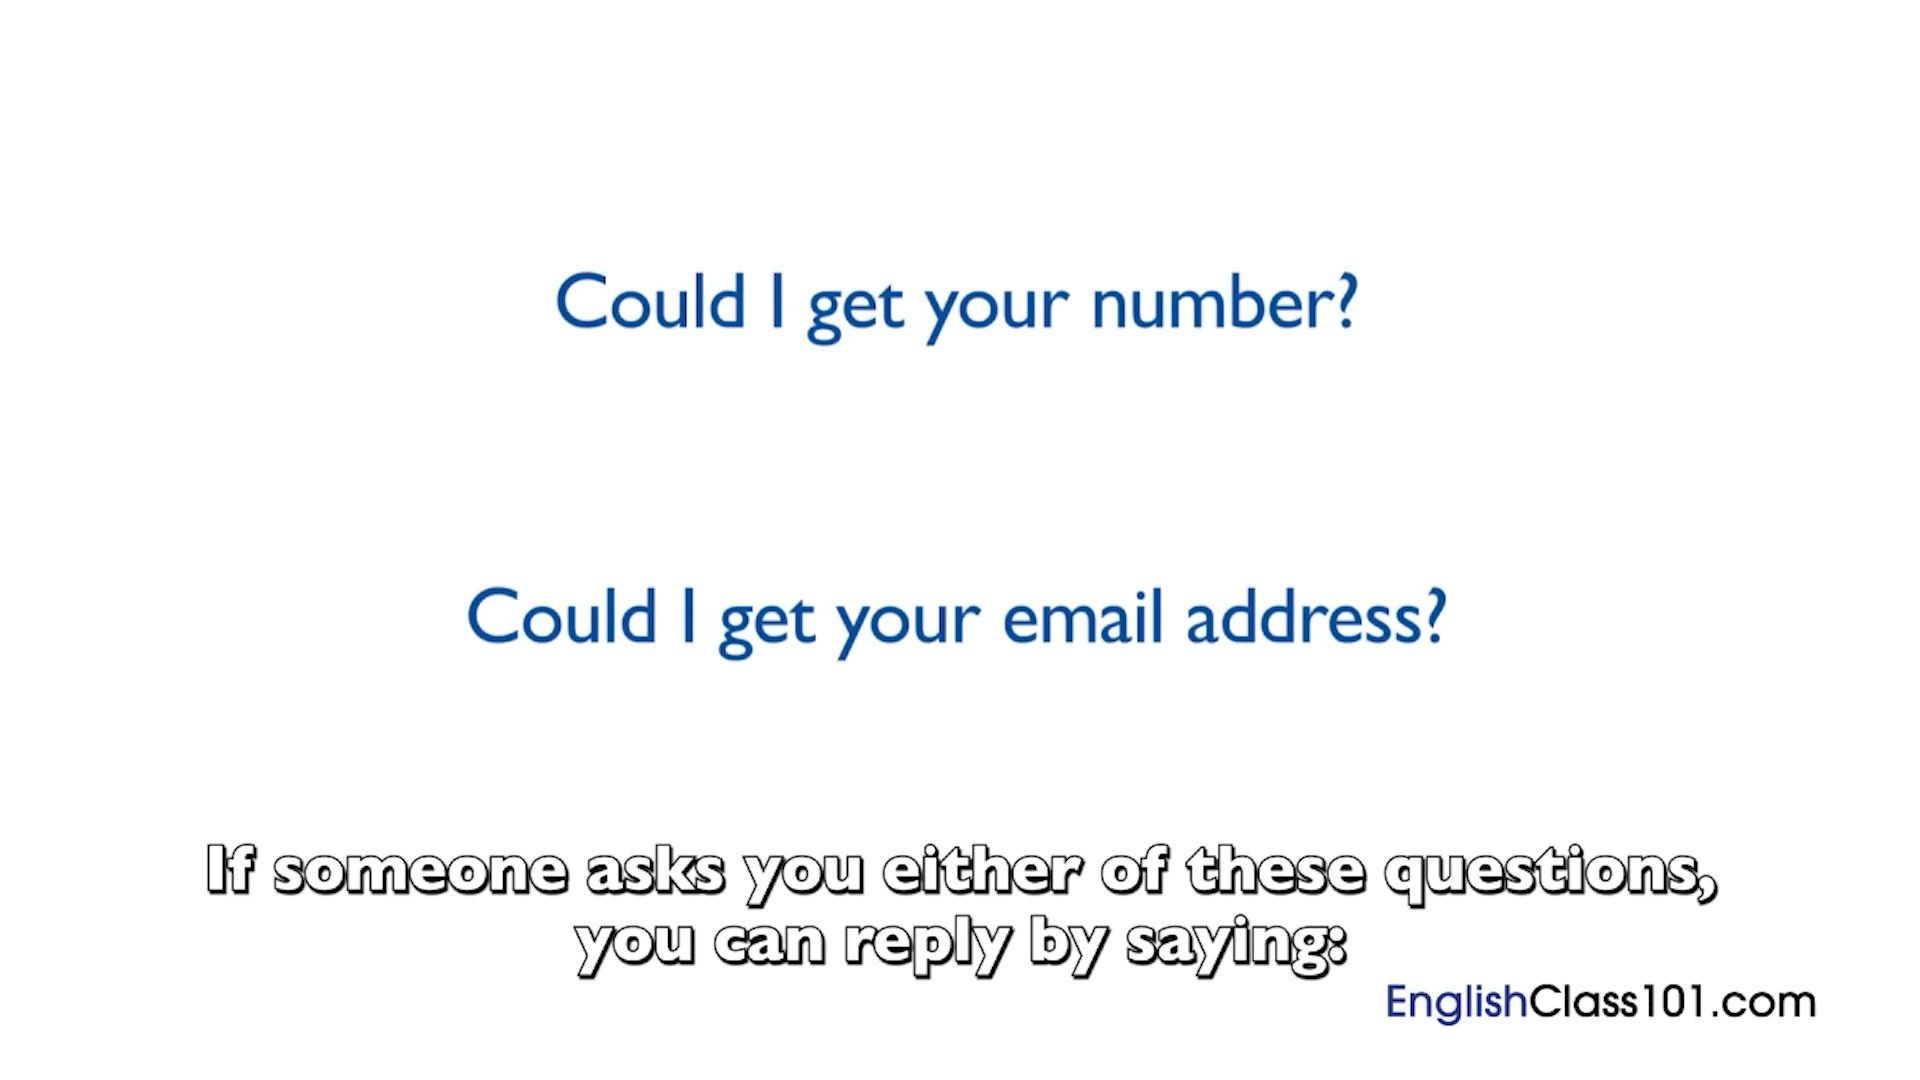 Could I get your number?
Could I get your email address?
If someone asks you either of these questions,
you can reply by saying:
EnglishClass101.com